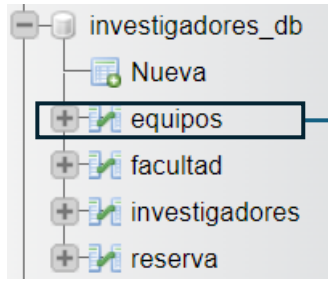 investigadores_db
Nueva
equipos
facultad
investigadores
reserva